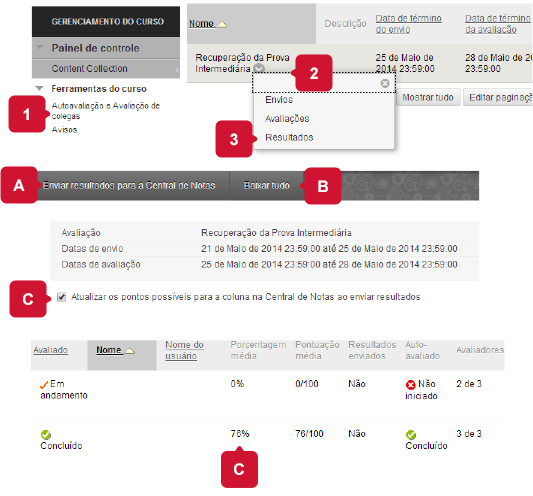 GERENCIAMENTO DO CURSO
Painel de controle
Content Collection
Ferramentas do curso
1
Autoavaliação e Avaliação de
colegas
Avisos
Nome
Descrição
Data de término
do envio
Data de término
da avaliação
Recuperação da Prova
Intermediária
2
25 de Maio de
2014 23:59:00
28 de Maio de
2014 23:59:00
Envios
Avaliações
3
Resultados
Mostrar tudo
Editar paginaç
A
Enviar resultados para a Central de Notas
Baixar tudo
B
Avaliação Recuperação da Prova Intermediária
Datas de envio 21 de Maio de 2014 23:59:00 até 25 de Maio de 2014 23:59:00
Datas de avaliação 25 de Maio de 2014 23:59:00 até 28 de Maio de 2014 23:59:00
C
Atualizar os pontos possíveis para a coluna na Central de Notas ao enviar resultados
Avaliado
Nome
Nome do
usuário
Porcentagem
média
Pontuação
média
Resultados
enviados
Auto-
avaliado
Avaliadores
Em
andamento
0%
0/100
Não
Não
iniciado
2 de 3
Concluído
76%
76/100
Não
Concluído
3 de 3
C